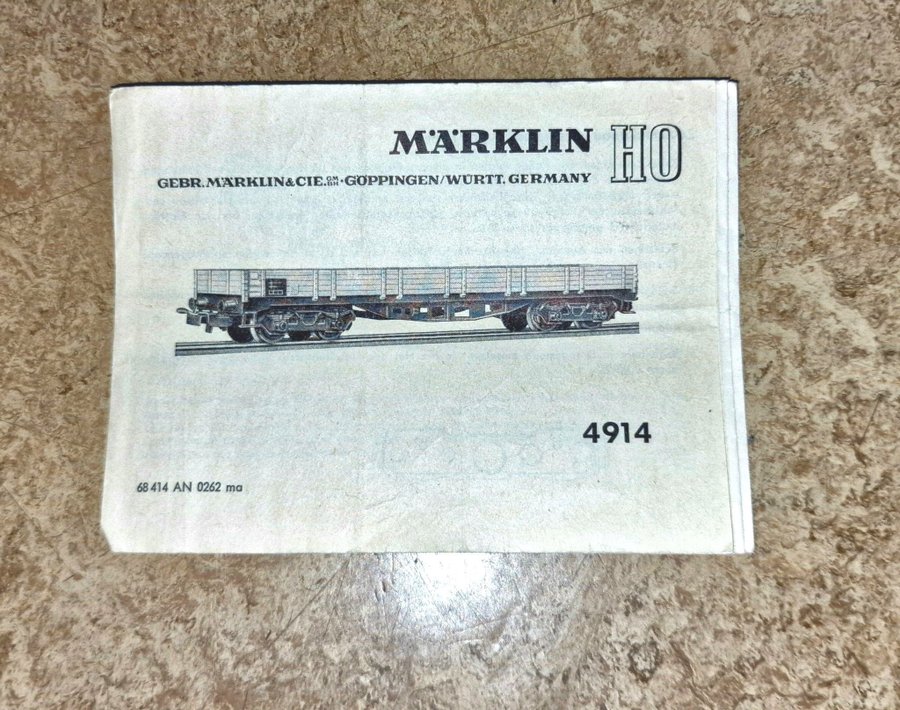 MÄRKLIN HO
GEBR. MÄRKLIN & CIE. GM BH · GÖPPINGEN/WÜRTT. GERMANY
4914
68 414 AN 0262 ma